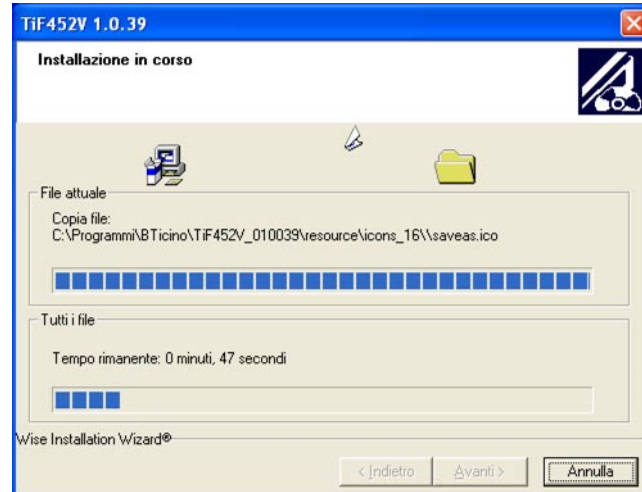 TiF452V 1.0.39
Installazione in corso
File attuale
Copia file:
C:\Programmi\BTicino\TiF452V_010039\resource\icons_16\\saveas.ico
Tutti i file
Tempo rimanente: 0 minuti, 47 secondi
Wise Installation Wizard®
< Indietro
Avanti >
Annulla